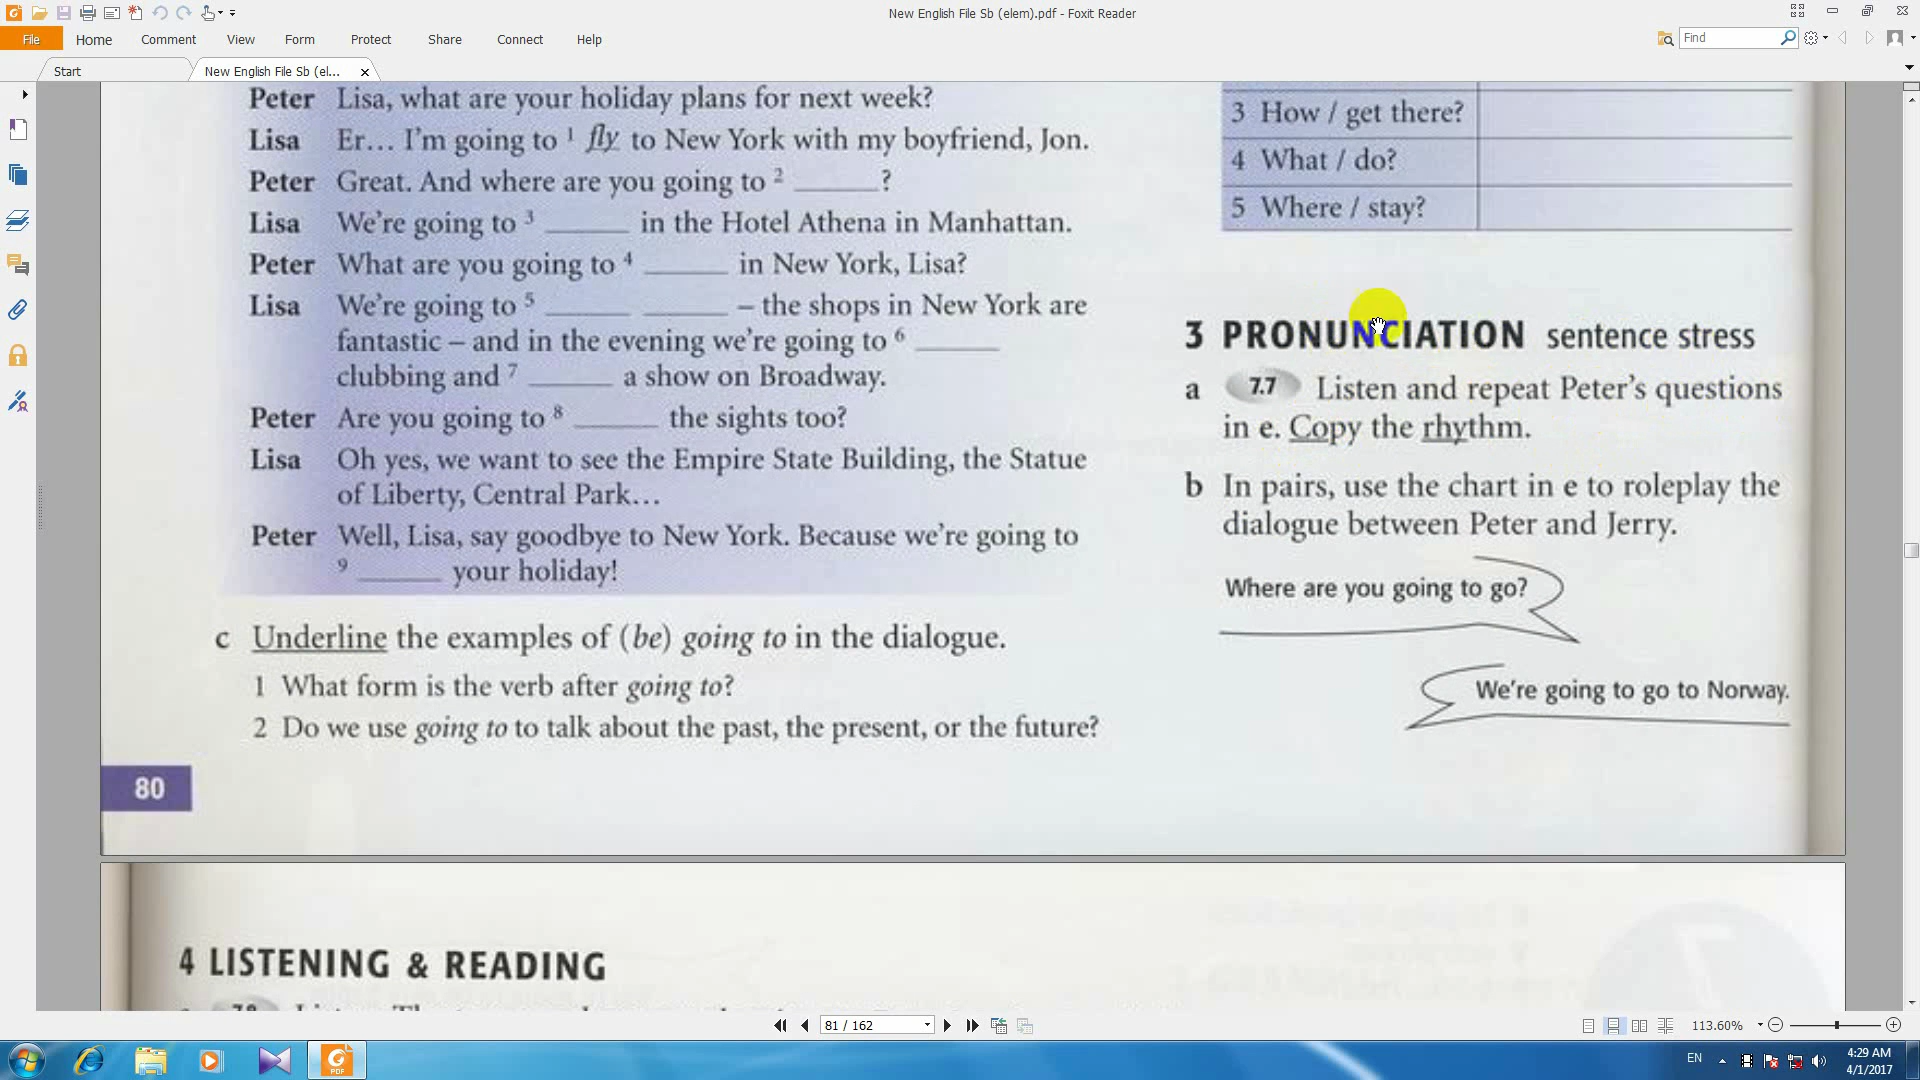 New English File Sb (elem).pdf - Foxit Reader
File Home Comment View Form Protect Share Connect Help
Find
Start
New English File Sb (el...
Peter Lisa, what are your holiday plans for next week?
Lisa Er… I'm going to 1 fly to New York with my boyfriend, Jon.
Peter Great. And where are you going to 2 ______?
Lisa We're going to 3 ______ in the Hotel Athena in Manhattan.
Peter What are you going to 4 ______ in New York, Lisa?
Lisa We're going to 5 ______ ______ – the shops in New York are
fantastic – and in the evening we're going to 6 ______
clubbing and 7 ______ a show on Broadway.
Peter Are you going to 8 ______ the sights too?
Lisa Oh yes, we want to see the Empire State Building, the Statue
of Liberty, Central Park…
Peter Well, Lisa, say goodbye to New York. Because we're going to
9 ______ your holiday!
c Underline the examples of (be) going to in the dialogue.
1 What form is the verb after going to?
2 Do we use going to to talk about the past, the present, or the future?
80
3 How / get there?
4 What / do?
5 Where / stay?
3 PRONUNCIATION sentence stress
a 7.7 Listen and repeat Peter's questions
in e. Copy the rhythm.
b In pairs, use the chart in e to roleplay the
dialogue between Peter and Jerry.
Where are you going to go?
We're going to go to Norway.
4 LISTENING & READING
81 / 162
113.60%
EN
4:29 AM
4/1/2017
PDF